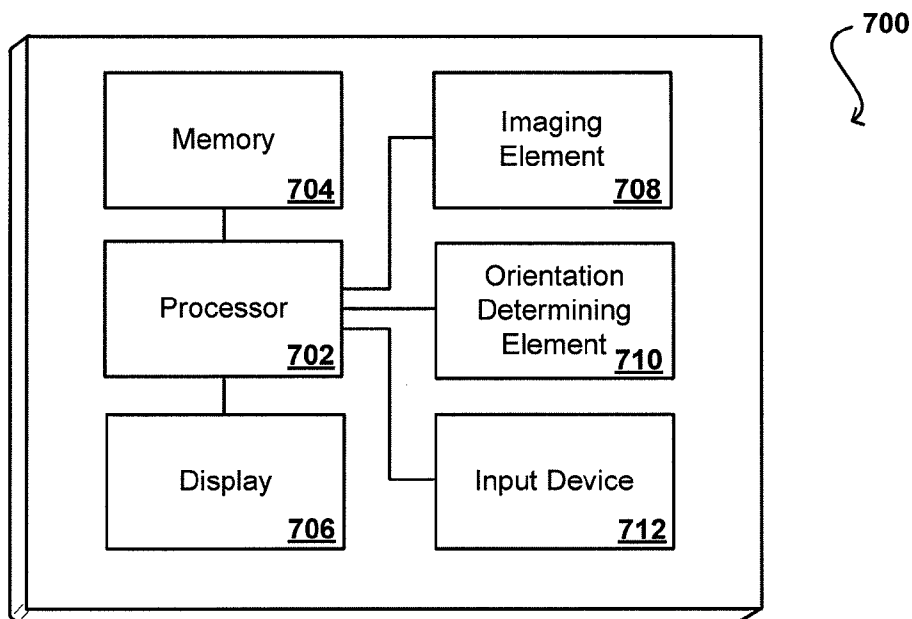 700
Memory
704
Imaging
Element
708
Processor
702
Orientation
Determining
Element
710
Display
706
Input Device
712